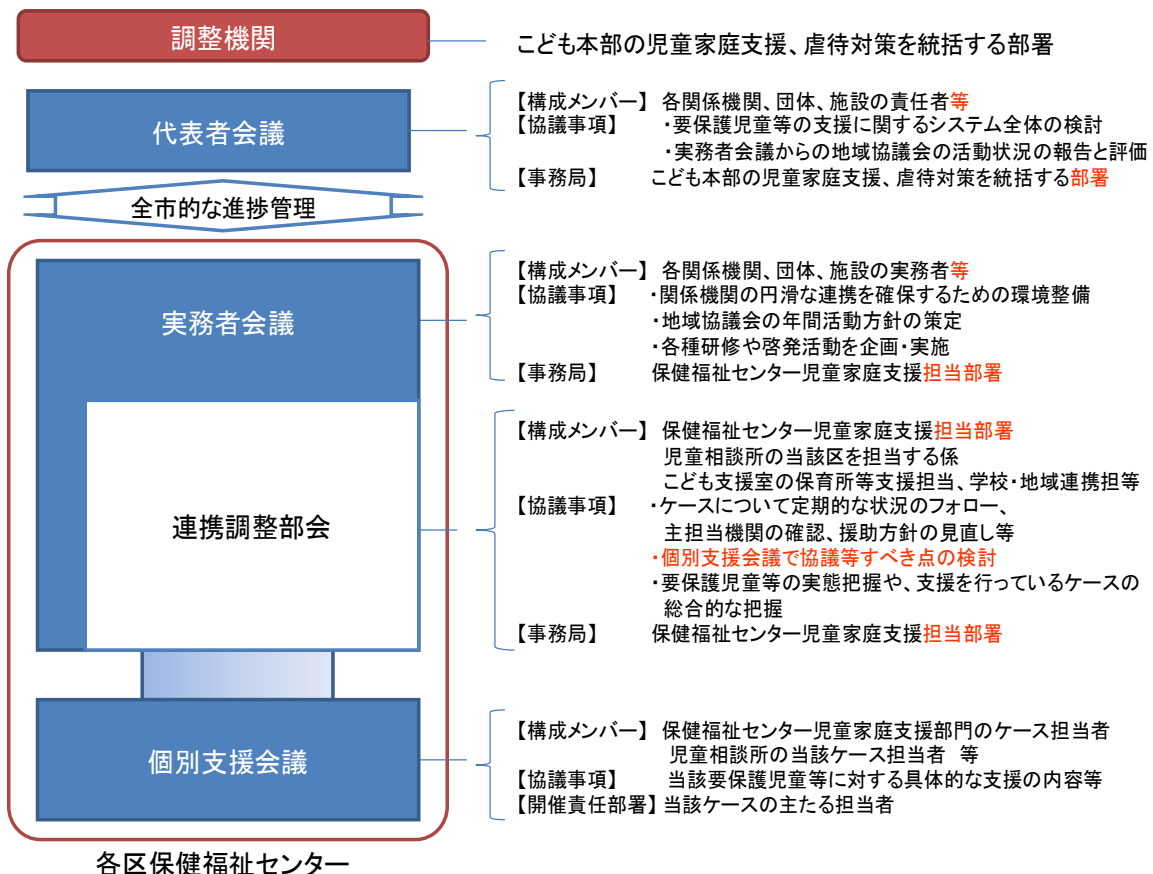 調整機関
こども本部の児童家庭支援、虐待対策を統括する部署
代表者会議
【構成メンバー】 各関係機関、団体、施設の責任者等
【協議事項】 ・要保護児童等の支援に関するシステム全体の検討
・実務者会議からの地域協議会の活動状況の報告と評価
【事務局】 こども本部の児童家庭支援、虐待対策を統括する部署
全市的な進捗管理
実務者会議
【構成メンバー】 各関係機関、団体、施設の実務者等
【協議事項】 ・関係機関の円滑な連携を確保するための環境整備
・地域協議会の年間活動方針の策定
・各種研修や啓発活動を企画・実施
【事務局】 保健福祉センター児童家庭支援担当部署
連携調整部会
【構成メンバー】 保健福祉センター児童家庭支援担当部署
児童相談所の当該区を担当する係
こども支援室の保育所等支援担当、学校・地域連携担等
【協議事項】 ・ケースについて定期的な状況のフォロー、
主担当機関の確認、援助方針の見直し等
・個別支援会議で協議等すべき点の検討
・要保護児童等の実態把握や、支援を行っているケースの
総合的な把握
【事務局】 保健福祉センター児童家庭支援担当部署
個別支援会議
【構成メンバー】 保健福祉センター児童家庭支援部門のケース担当者
児童相談所の当該ケース担当者 等
【協議事項】 当該要保護児童等に対する具体的な支援の内容等
【開催責任部署】 当該ケースの主たる担当者
各区保健福祉センター